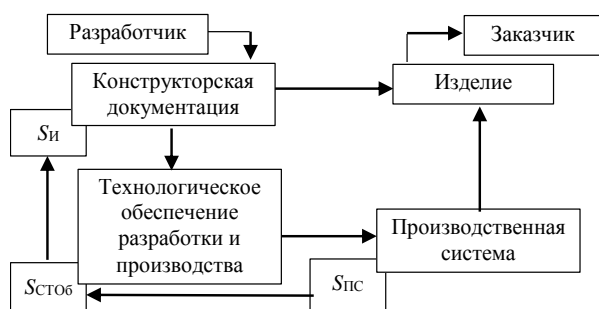 Разработчик
Заказчик
Конструкторская
документация
Изделие
SИ
Технологическое
обеспечение
разработки и
производства
Производственная
система
SСТОб
SПС